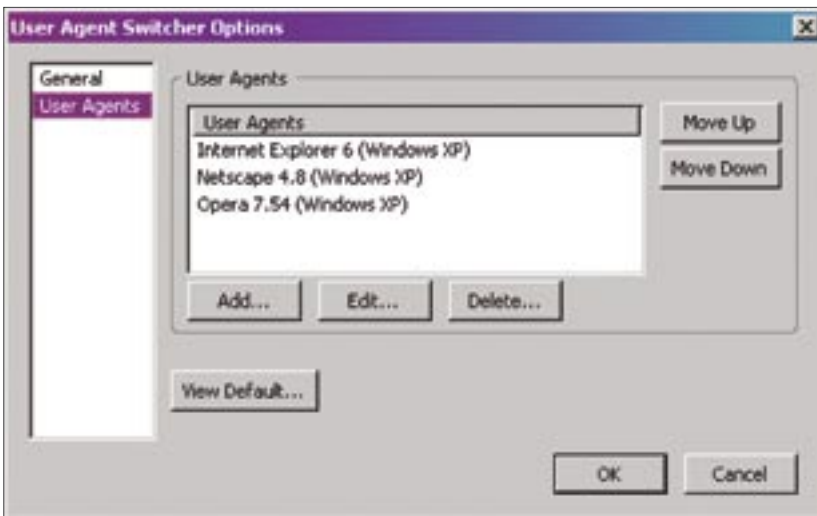 User Agent Switcher Options
General
User Agents
User Agents
User Agents
Internet Explorer 6 (Windows XP)
Netscape 4.8 (Windows XP)
Opera 7.54 (Windows XP)
Move Up
Move Down
Add...
Edit...
Delete...
View Default...
OK
Cancel